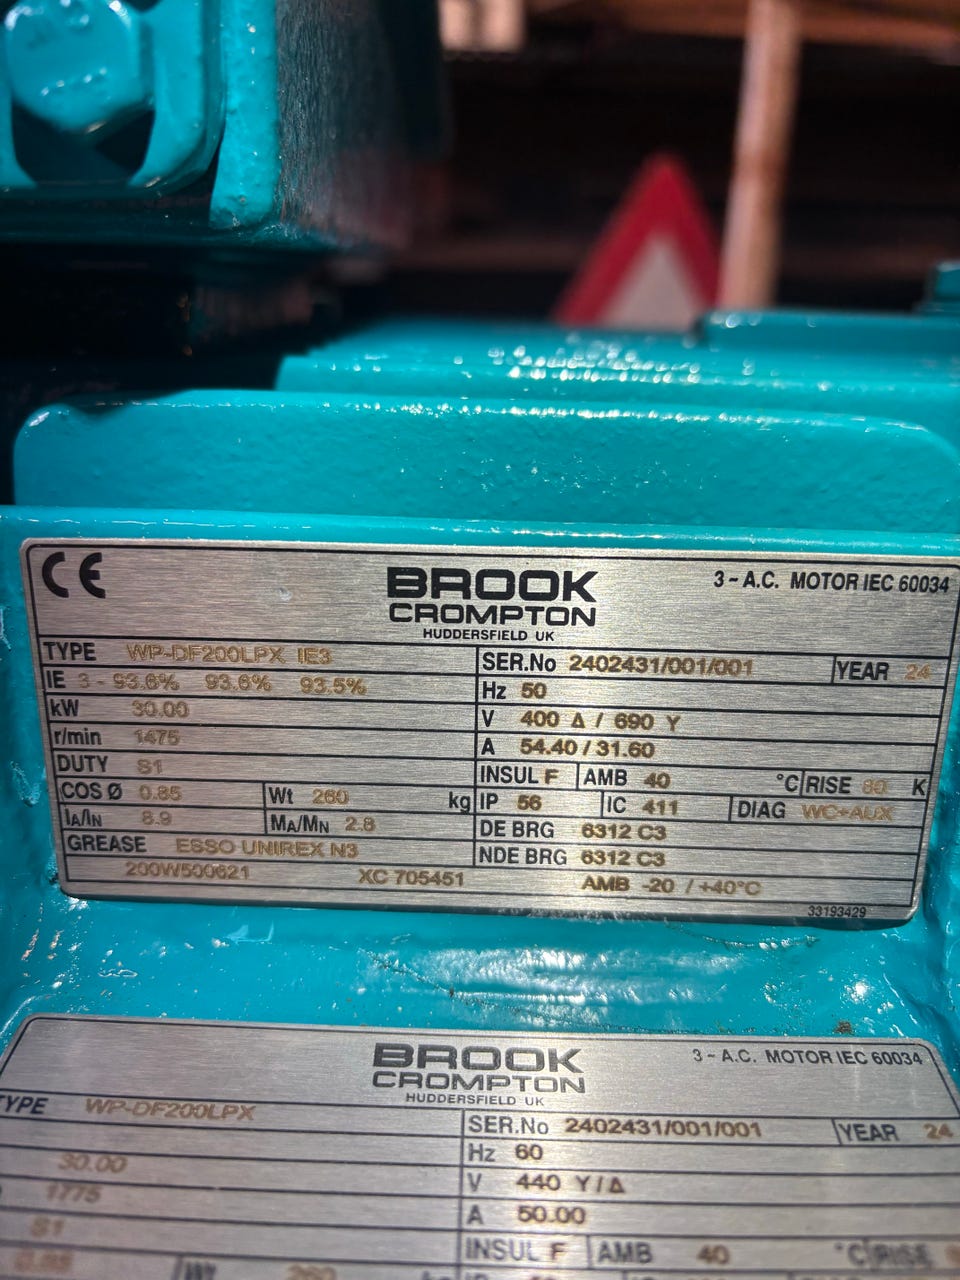 CE
BROOK
CROMPTON
HUDDERSFIELD UK
3 ~ A.C. MOTOR IEC 60034
TYPE WP-DF200LPX IE3
SER.No 2402431/001/001 YEAR 24
IE 3 - 93.6% 93.6% 93.5%
Hz 50
kW 30.00
V 400 Δ / 690 Y
r/min 1475
A 54.40 / 31.60
DUTY S1
INSUL F AMB 40 °C RISE 80 K
COS Ø 0.85 Wt 260 kg
IP 56 IC 411 DIAG WC+AUX
IA/IN 8.9 MA/MN 2.8
DE BRG 6312 C3
GREASE ESSO UNIREX N3
NDE BRG 6312 C3
200W500621 XC 705451 AMB -20 / +40°C
33193429
BROOK
CROMPTON
HUDDERSFIELD UK
3 ~ A.C. MOTOR IEC 60034
TYPE WP-DF200LPX
SER.No 2402431/001/001 YEAR 24
Hz 60
30.00
V 440 Y / Δ
1775
A 50.00
S1
INSUL F AMB 40 °C RISE
Wt 260